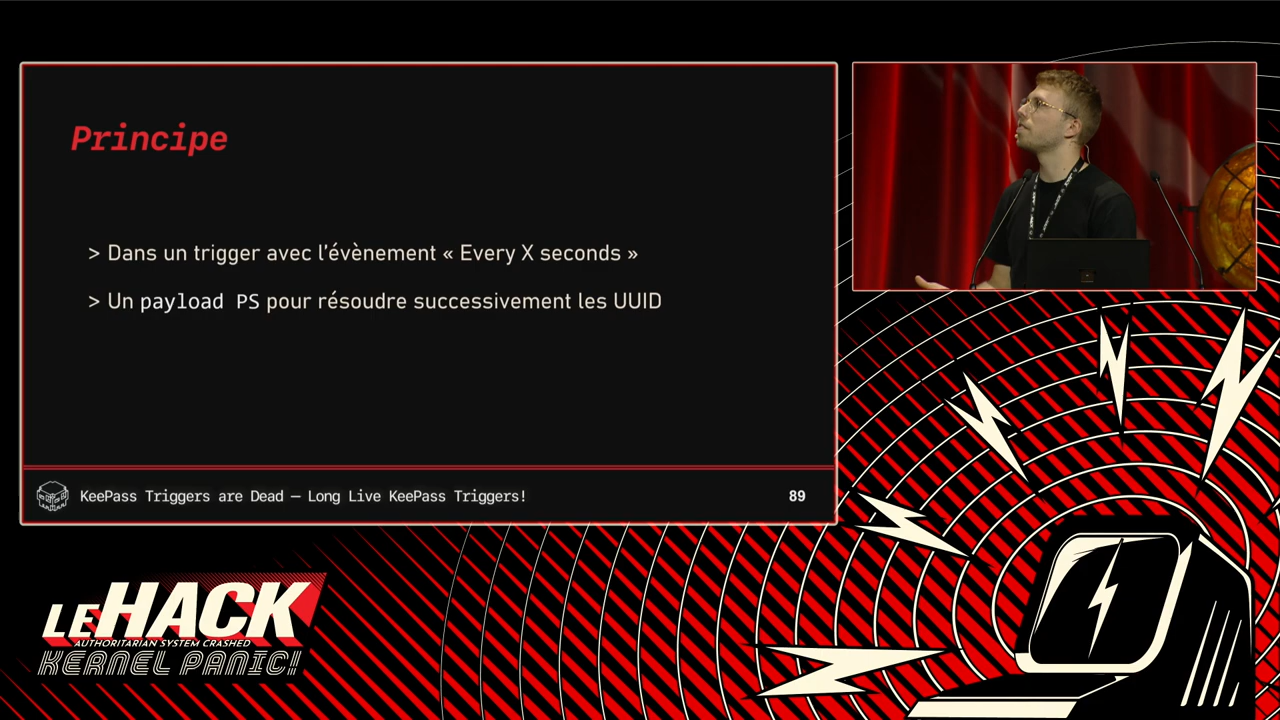 Principe
> Dans un trigger avec l'évènement « Every X seconds »
> Un payload PS pour résoudre successivement les UUID
KeePass Triggers are Dead — Long Live KeePass Triggers!
89
LEHACK
AUTHORITARIAN SYSTEM CRASHED
KERNEL PANIC!